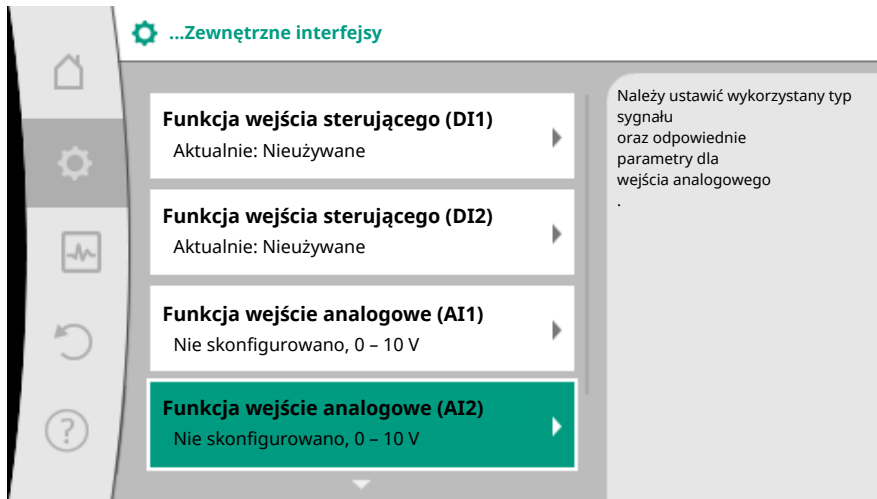 ...Zewnętrzne interfejsy
Funkcja wejścia sterującego (DI1)
Aktualnie: Nieużywane
Funkcja wejścia sterującego (DI2)
Aktualnie: Nieużywane
Funkcja wejście analogowe (AI1)
Nie skonfigurowano, 0 – 10 V
Funkcja wejście analogowe (AI2)
Nie skonfigurowano, 0 – 10 V
Należy ustawić wykorzystany typ
sygnału
oraz odpowiednie
parametry dla
wejścia analogowego
.
?